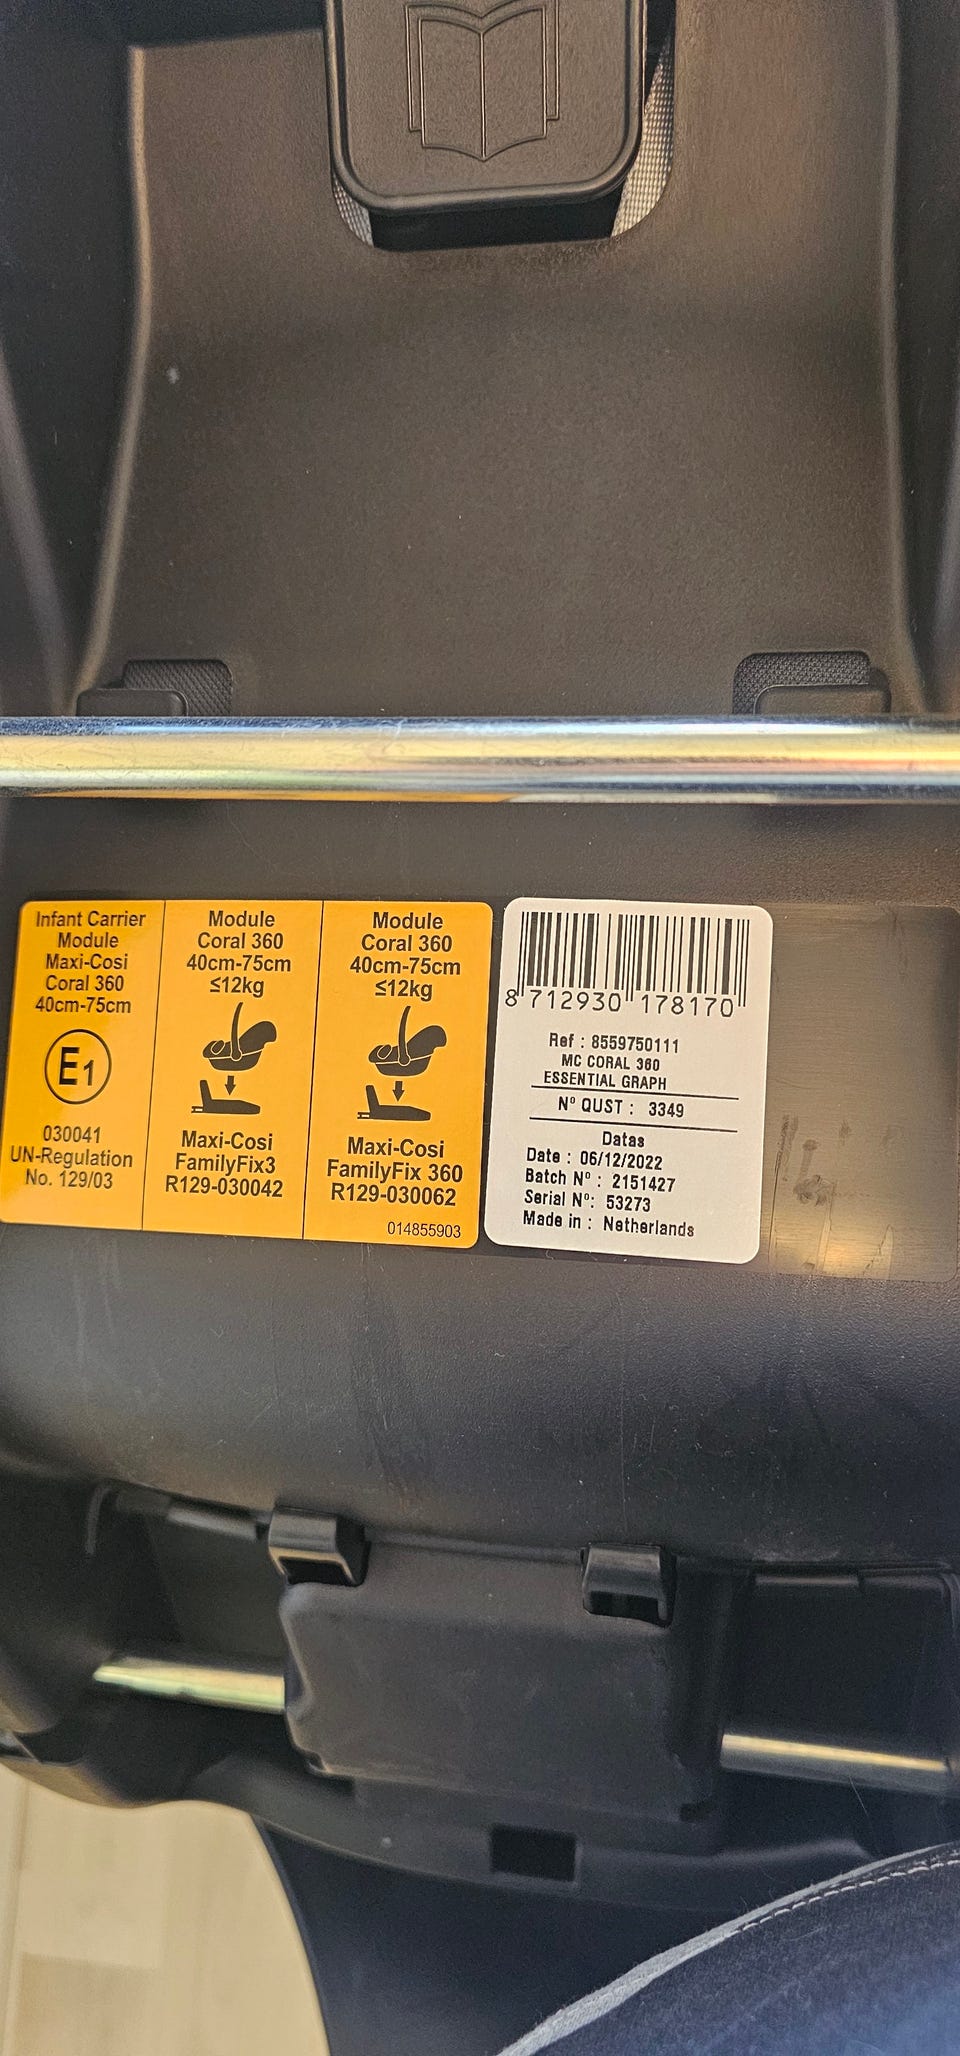 Infant Carrier
Module
Maxi-Cosi
Coral 360
40cm-75cm
E1
030041
UN-Regulation
No. 129/03
Module
Coral 360
40cm-75cm
≤12kg
Maxi-Cosi
FamilyFix3
R129-030042
Module
Coral 360
40cm-75cm
≤12kg
Maxi-Cosi
FamilyFix 360
R129-030062
014855903
8 712930 178170
Ref : 8559750111
MC CORAL 360
ESSENTIAL GRAPH
Nº QUST : 3349
Datas
Date : 06/12/2022
Batch Nº : 2151427
Serial Nº: 53273
Made in : Netherlands